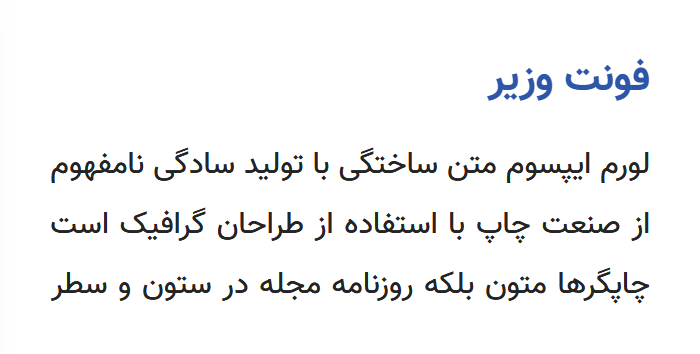 فونت وزیر
لورم ایپسوم متن ساختگی با تولید سادگی نامفهوم
از صنعت چاپ با استفاده از طراحان گرافیک است
چاپگرها متون بلکه روزنامه مجله در ستون و سطر